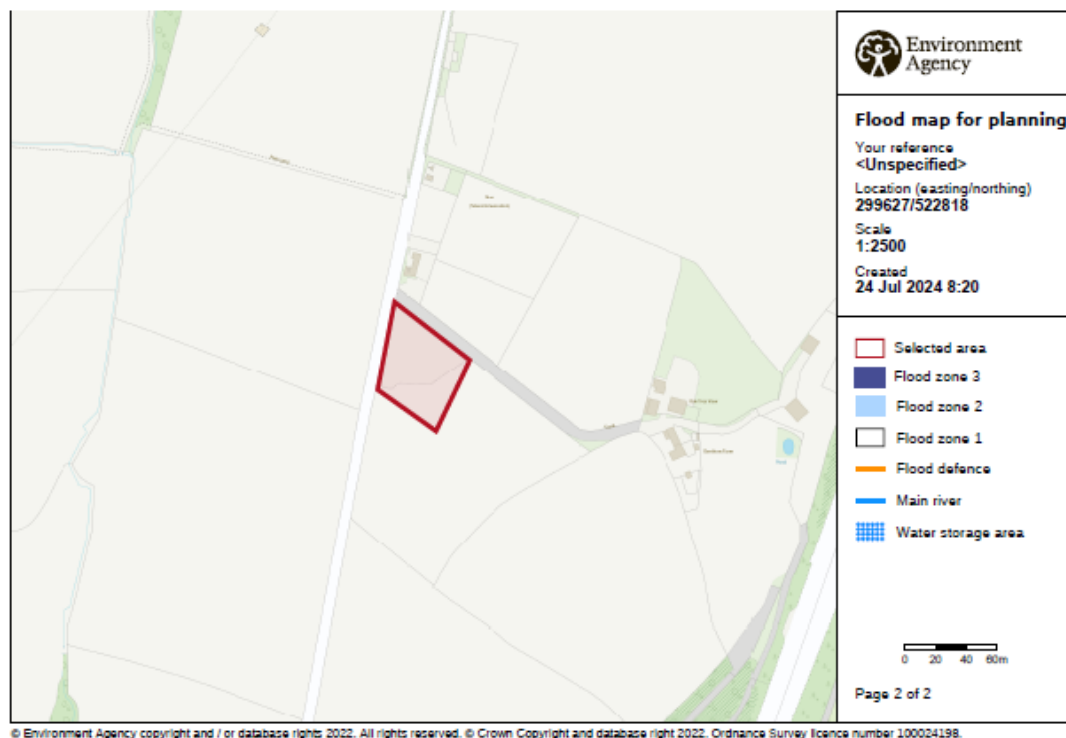 Environment
Agency
Flood map for planning
Your reference
<Unspecified>
Location (easting/northing)
299627/522818
Scale
1:2500
Created
24 Jul 2024 8:20
Selected area
Flood zone 3
Flood zone 2
Flood zone 1
Flood defence
Main river
Water storage area
0 20 40 60m
Page 2 of 2
© Environment Agency copyright and / or database rights 2022. All rights reserved. © Crown Copyright and database right 2022. Ordnance Survey licence number 100024198.